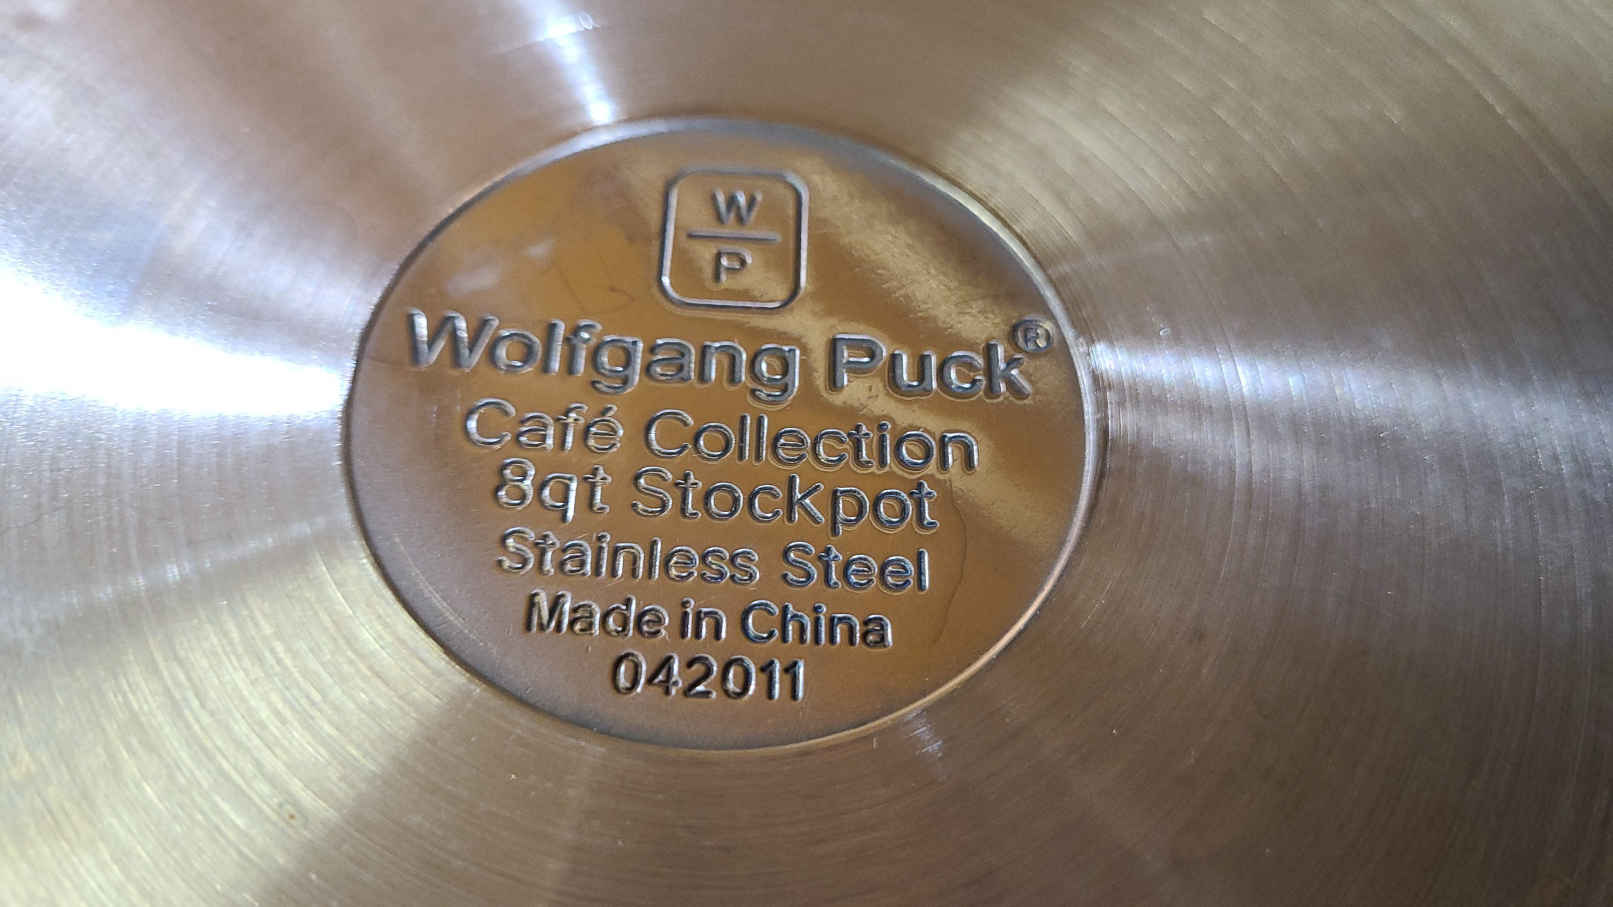 W
P
Wolfgang Puck®
Café Collection
8qt Stockpot
Stainless Steel
Made in China
042011